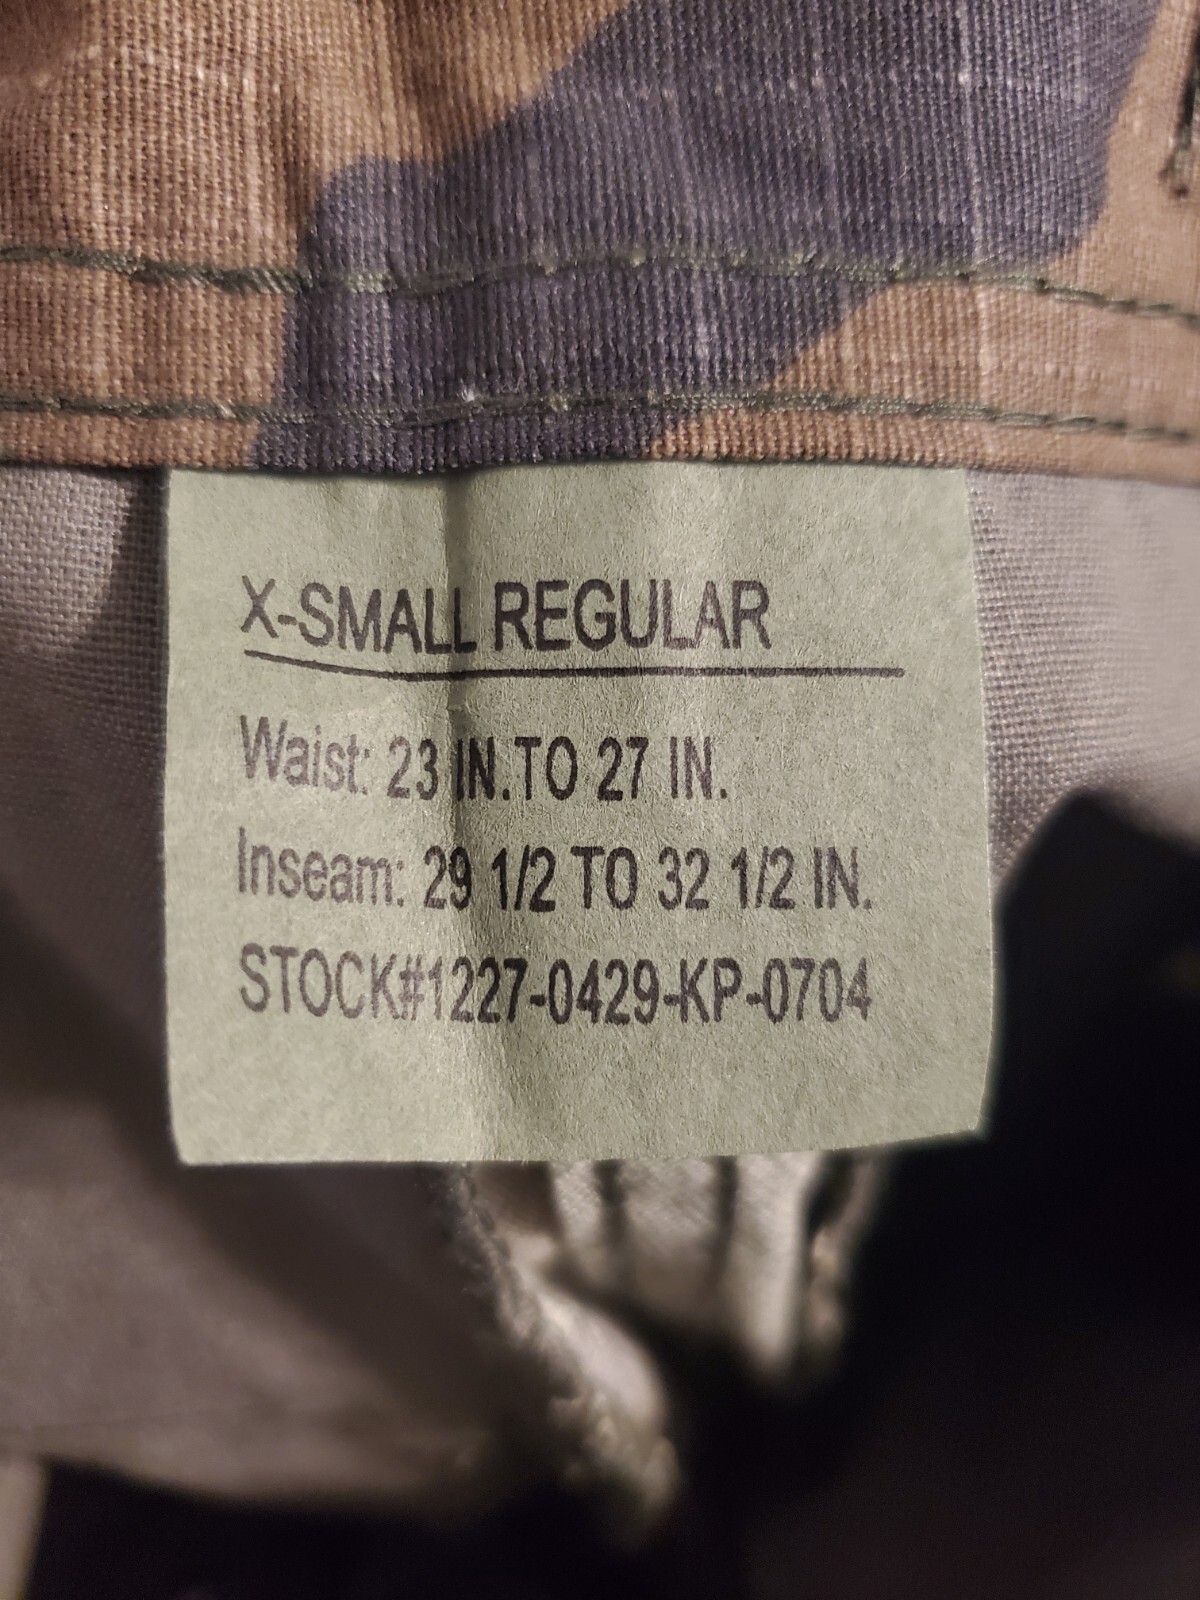 X-SMALL REGULAR
Waist: 23 IN.TO 27 IN.
Inseam: 29 1/2 TO 32 1/2 IN.
STOCK#1227-0429-KP-0704